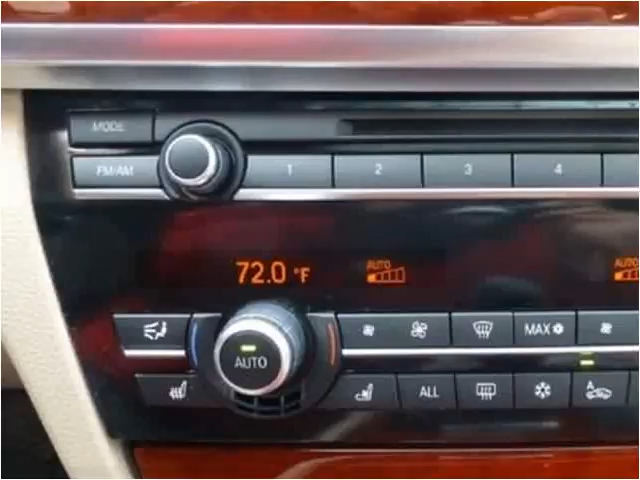 MODE
FM/AM 1 2 3 4
72.0 °F AUTO AUTO
MAX
AUTO
ALL A